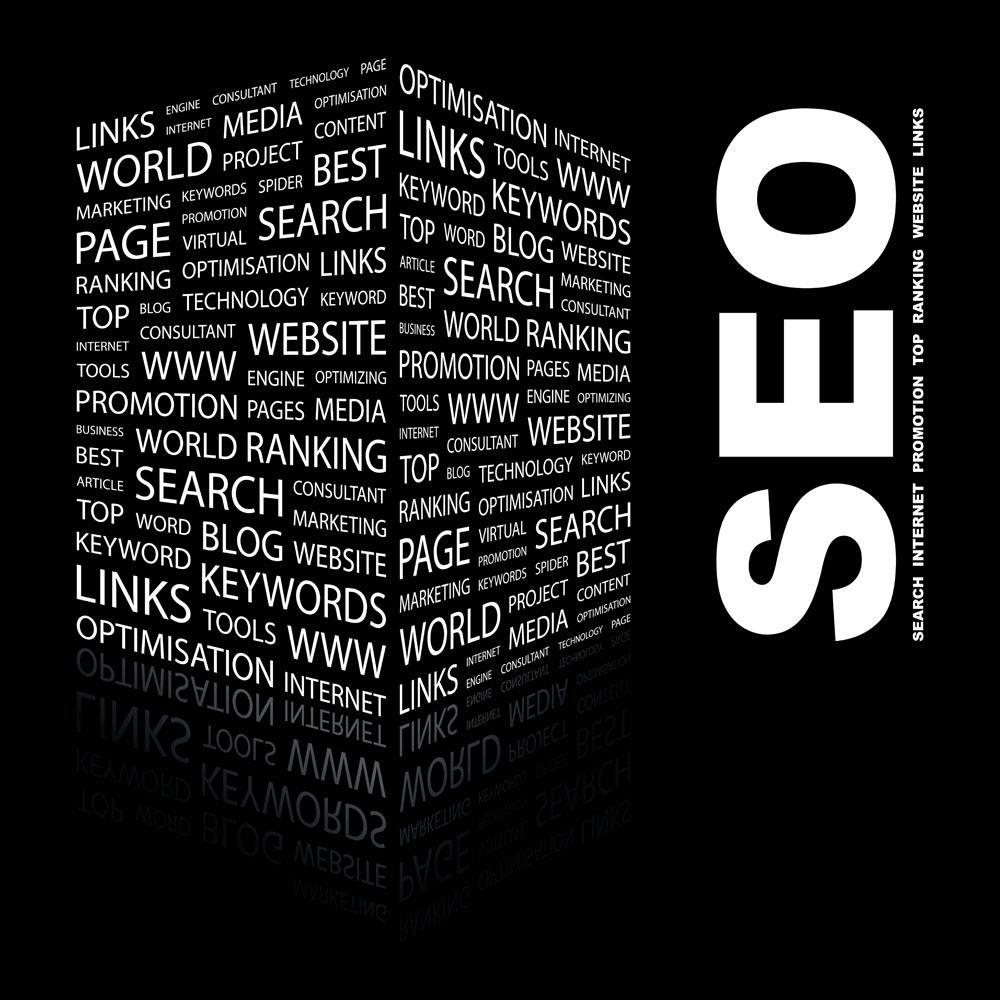 LINKS ENGINE CONSULTANT TECHNOLOGY PAGE
INTERNET MEDIA OPTIMISATION
WORLD PROJECT CONTENT
MARKETING KEYWORDS SPIDER BEST
PAGE PROMOTION SEARCH
VIRTUAL
RANKING OPTIMISATION LINKS
TOP BLOG TECHNOLOGY KEYWORD
INTERNET CONSULTANT WEBSITE
TOOLS WWW ENGINE OPTIMIZING
PROMOTION PAGES MEDIA
BUSINESS WORLD RANKING
BEST
ARTICLE SEARCH CONSULTANT
TOP WORD BLOG MARKETING
KEYWORD WEBSITE
LINKS KEYWORDS
TOOLS WWW
OPTIMISATION INTERNET
OPTIMISATION INTERNET
LINKS TOOLS WWW
KEYWORD KEYWORDS
TOP WORD BLOG WEBSITE
ARTICLE SEARCH MARKETING
BEST CONSULTANT
BUSINESS WORLD RANKING
PROMOTION PAGES MEDIA
TOOLS WWW ENGINE OPTIMIZING
INTERNET CONSULTANT WEBSITE
TOP BLOG TECHNOLOGY KEYWORD
RANKING OPTIMISATION LINKS
PAGE VIRTUAL SEARCH
PROMOTION
MARKETING KEYWORDS SPIDER BEST
WORLD PROJECT CONTENT
INTERNET MEDIA OPTIMISATION
LINKS ENGINE CONSULTANT TECHNOLOGY PAGE
SEO
SEARCH INTERNET PROMOTION TOP RANKING WEBSITE LINKS